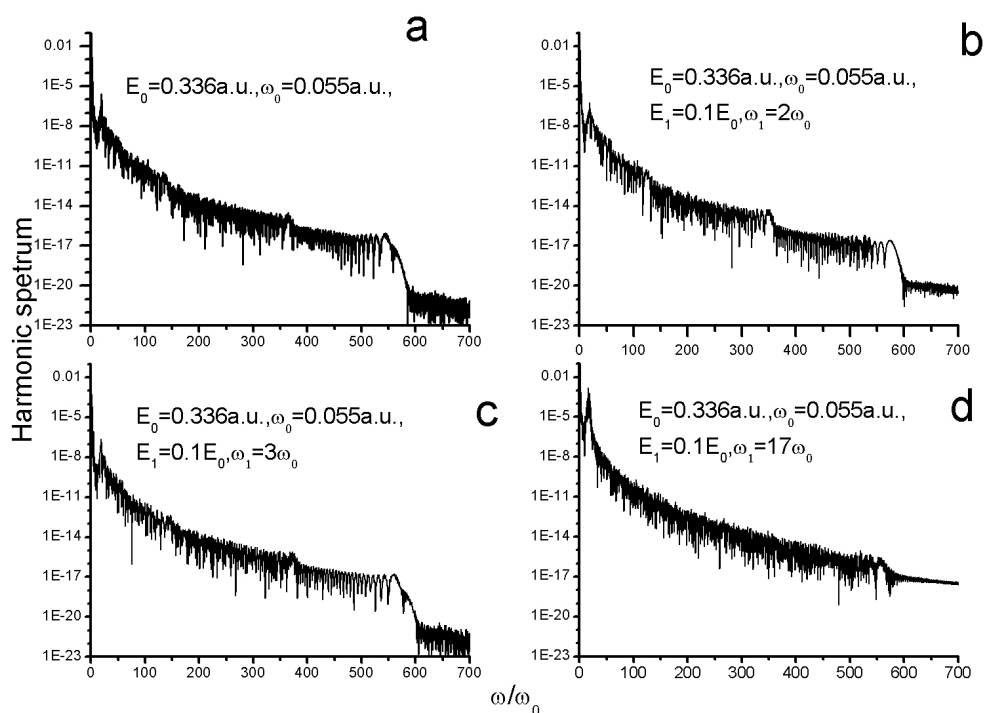 a
E0=0.336a.u.,ω0=0.055a.u.,
0.01
1E-5
1E-8
1E-11
1E-14
1E-17
1E-20
1E-23
0 100 200 300 400 500 600 700
b
E0=0.336a.u.,ω0=0.055a.u.,
E1=0.1E0,ω1=2ω0
0.01
1E-5
1E-8
1E-11
1E-14
1E-17
1E-20
1E-23
0 100 200 300 400 500 600 700
Harmonic spetrum
c
E0=0.336a.u.,ω0=0.055a.u.,
E1=0.1E0,ω1=3ω0
0.01
1E-5
1E-8
1E-11
1E-14
1E-17
1E-20
1E-23
0 100 200 300 400 500 600 700
d
E0=0.336a.u.,ω0=0.055a.u.,
E1=0.1E0,ω1=17ω0
0.01
1E-5
1E-8
1E-11
1E-14
1E-17
1E-20
1E-23
0 100 200 300 400 500 600 700
ω/ω0